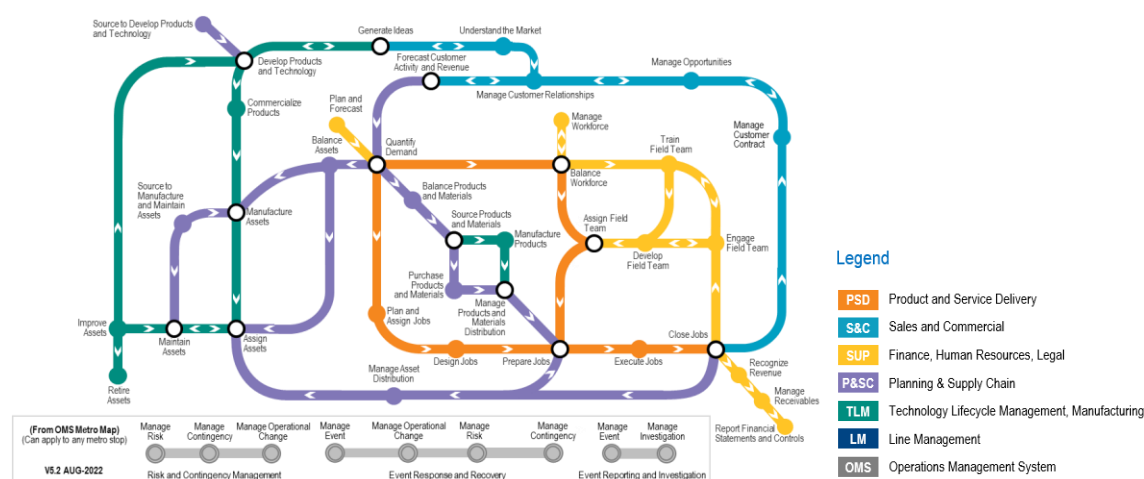 Source to Develop Products
and Technology
Generate Ideas
Understand the Market
Develop Products
and Technology
Forecast Customer
Activity and Revenue
Manage Opportunities
Manage Customer Relationships
Commercialize
Products
Plan and
Forecast
Manage
Workforce
Manage
Customer
Contract
Balance
Assets
Quantify
Demand
Train
Field Team
Balance
Workforce
Source to
Manufacture
and Maintain
Assets
Balance Products
and Materials
Manufacture
Assets
Source Products
and Materials
Manufacture
Products
Assign Field
Team
Develop
Field Team
Engage
Field Team
Purchase
Products
and Materials
Manage
Products and
Materials
Distribution
Plan and
Assign Jobs
Improve
Assets
Maintain
Assets
Assign
Assets
Close Jobs
Design Jobs
Prepare Jobs
Execute Jobs
Manage Asset
Distribution
Retire
Assets
Recognize
Revenue
Manage
Receivables
Report Financial
Statements and Controls
Legend
PSD Product and Service Delivery
S&C Sales and Commercial
SUP Finance, Human Resources, Legal
P&SC Planning & Supply Chain
TLM Technology Lifecycle Management, Manufacturing
LM Line Management
OMS Operations Management System
(From OMS Metro Map)
(Can apply to any metro stop)
V5.2 AUG-2022
Manage
Risk
Manage
Contingency
Manage Operational
Change
Risk and Contingency Management
Manage
Event
Manage Operational
Change
Manage
Risk
Manage
Contingency
Event Response and Recovery
Manage
Event
Manage
Investigation
Event Reporting and Investigation